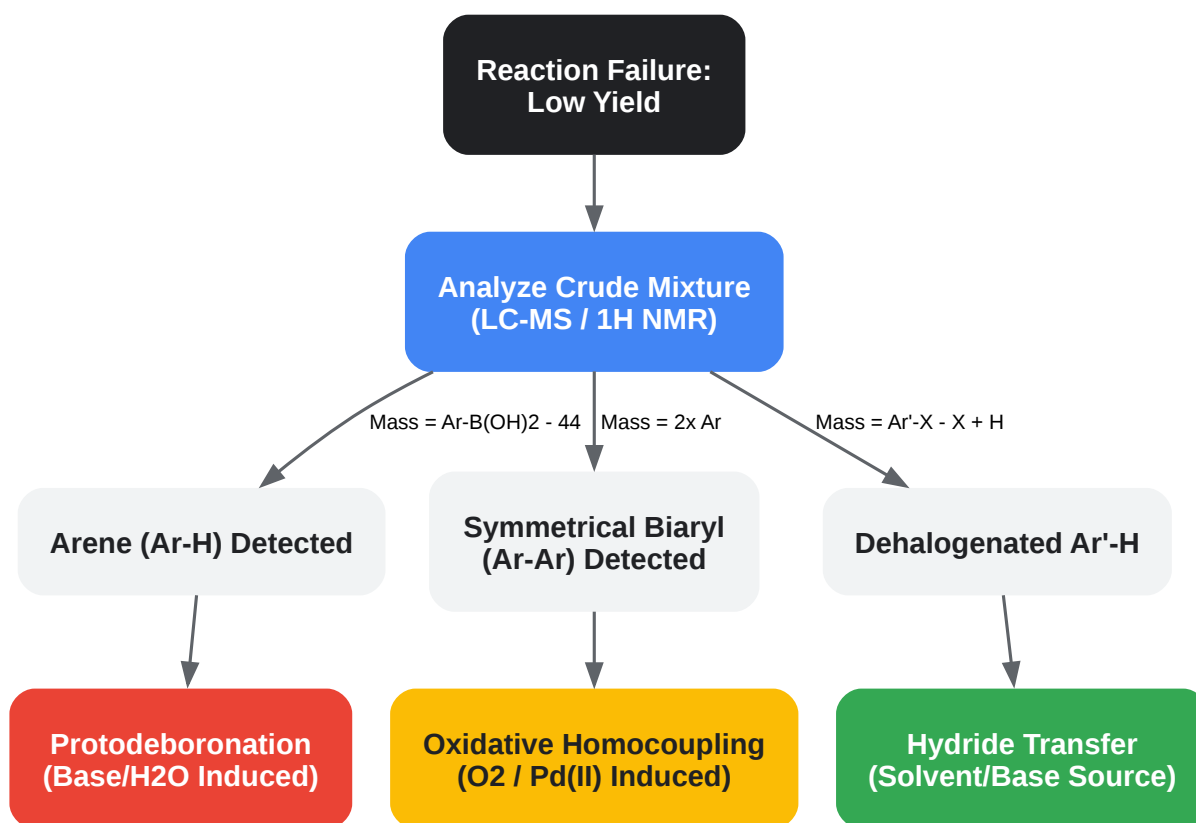 Reaction Failure:
Low Yield
Analyze Crude Mixture
(LC-MS / 1H NMR)
Mass = Ar-B(OH)2 - 44
Mass = 2x Ar
Mass = Ar'-X - X + H
Arene (Ar-H) Detected
Symmetrical Biaryl
(Ar-Ar) Detected
Dehalogenated Ar'-H
Protodeboronation
(Base/H2O Induced)
Oxidative Homocoupling
(O2 / Pd(II) Induced)
Hydride Transfer
(Solvent/Base Source)